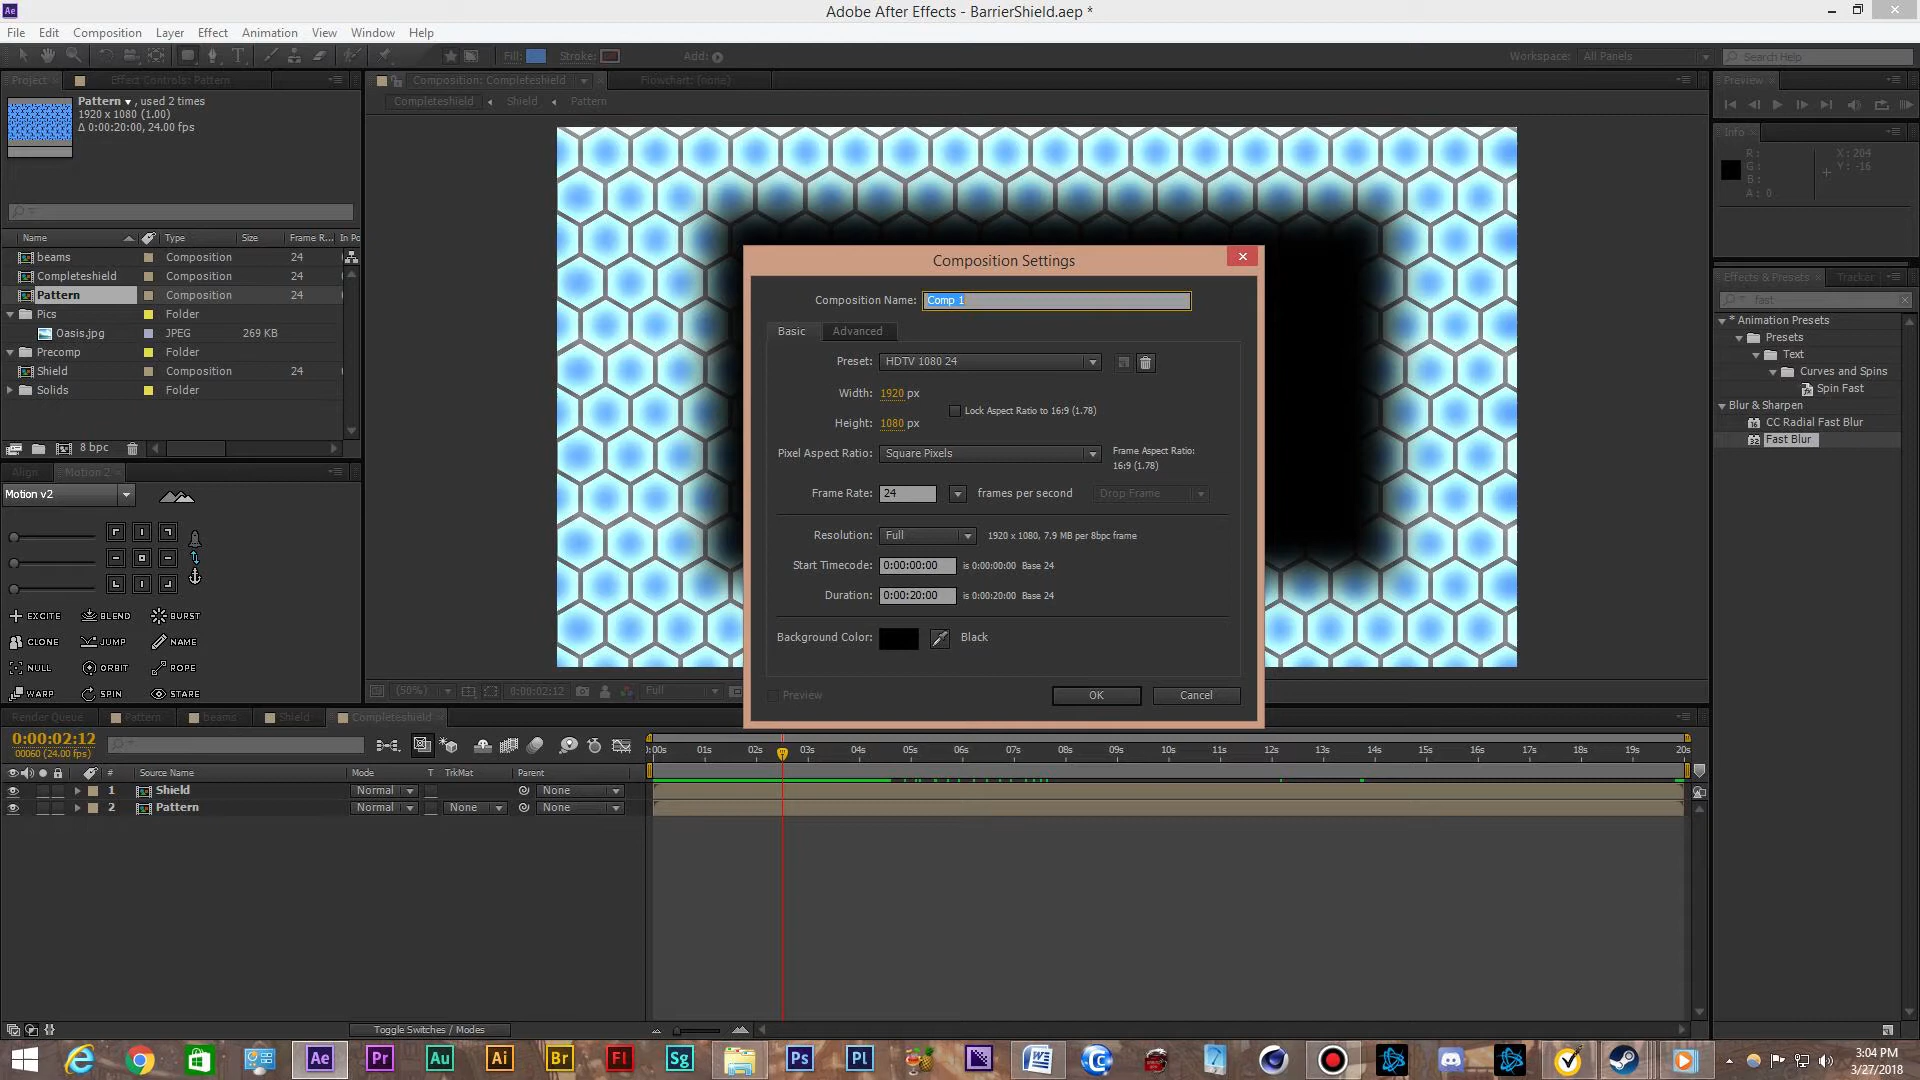 Adobe After Effects - BarrierShield.aep *
File Edit Composition Layer Effect Animation View Window Help
Fill: Stroke: Add: Workspace: All Panels Search Help
Project Effect Controls: Pattern Composition: Completeshield Flowchart: (none) Preview
Pattern , used 2 times
1920 x 1080 (1.00)
Δ 0:00:20:00, 24.00 fps
Completeshield Shield Pattern
Info
R: X: 204
G: Y: -16
B:
A: 0
Name Type Size Frame R... In Po
beams Composition 24
Completeshield Composition 24
Pattern Composition 24
Pics Folder
Oasis.jpg JPEG 269 KB
Precomp Folder
Shield Composition 24
Solids Folder
8 bpc
Align Motion 2
Motion v2
EXCITE BLEND BURST
CLONE JUMP NAME
NULL ORBIT ROPE
WARP SPIN STARE
Composition Settings
Composition Name: Comp 1
Basic Advanced
Preset: HDTV 1080 24
Width: 1920 px
Lock Aspect Ratio to 16:9 (1.78)
Height: 1080 px
Pixel Aspect Ratio: Square Pixels Frame Aspect Ratio:
16:9 (1.78)
Frame Rate: 24 frames per second Drop Frame
Resolution: Full 1920 x 1080, 7.9 MB per 8bpc frame
Start Timecode: 0:00:00:00 is 0:00:00:00 Base 24
Duration: 0:00:20:00 is 0:00:20:00 Base 24
Background Color: Black
Preview OK Cancel
Effects & Presets Tracker
fast
* Animation Presets
Presets
Text
Curves and Spins
Spin Fast
Blur & Sharpen
CC Radial Fast Blur
Fast Blur
(50%) 0:00:02:12 Full
Render Queue Pattern beams Shield Completeshield
0:00:02:12
00060 (24.00 fps)
:00s 01s 02s 03s 04s 05s 06s 07s 08s 09s 10s 11s 12s 13s 14s 15s 16s 17s 18s 19s 20s
# Source Name Mode T TrkMat Parent
1 Shield Normal None
2 Pattern Normal None None
Toggle Switches / Modes
Ae Pr Au Ai Br Fl Sg Ps Pl
3:04 PM
3/27/2018